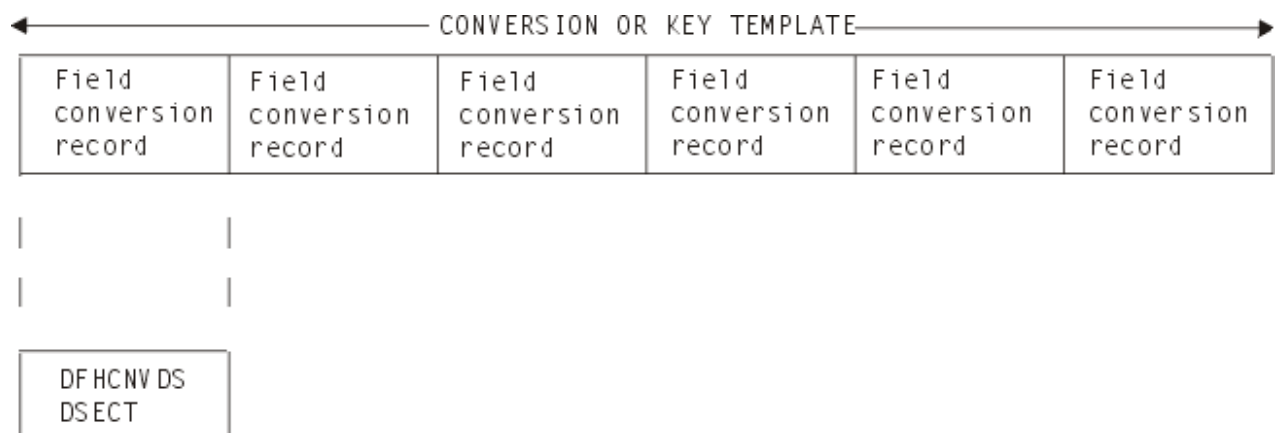 CONVERSION OR KEY TEMPLATE
Field conversion record
Field conversion record
Field conversion record
Field conversion record
Field conversion record
Field conversion record
DFHCNVDS
DSECT